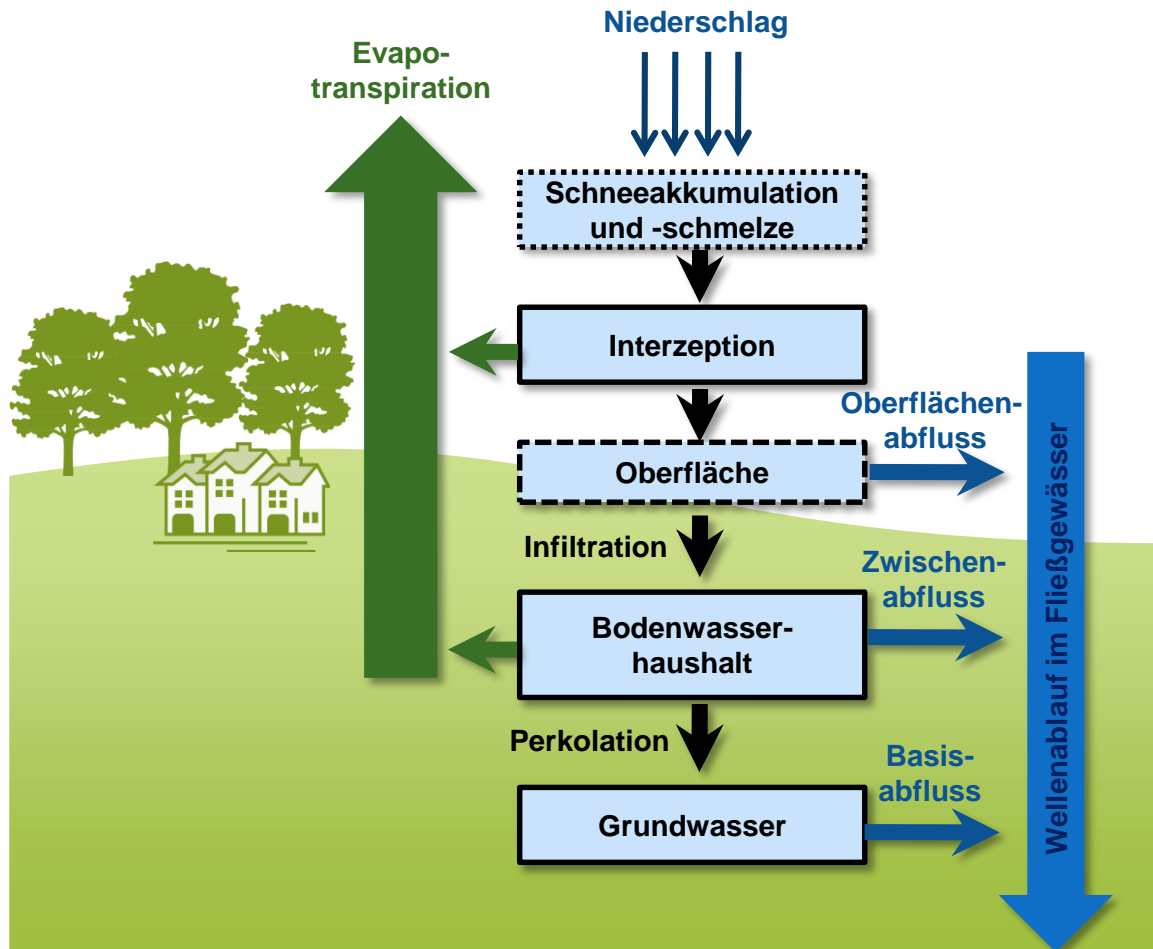 Niederschlag
Evapo-
transpiration
Schneeakkumulation
und -schmelze
Interzeption
Oberflächen-
abfluss
Oberfläche
Infiltration
Zwischen-
abfluss
Bodenwasser-
haushalt
Perkolation
Basis-
abfluss
Grundwasser
Wellenablauf im Fließgewässer